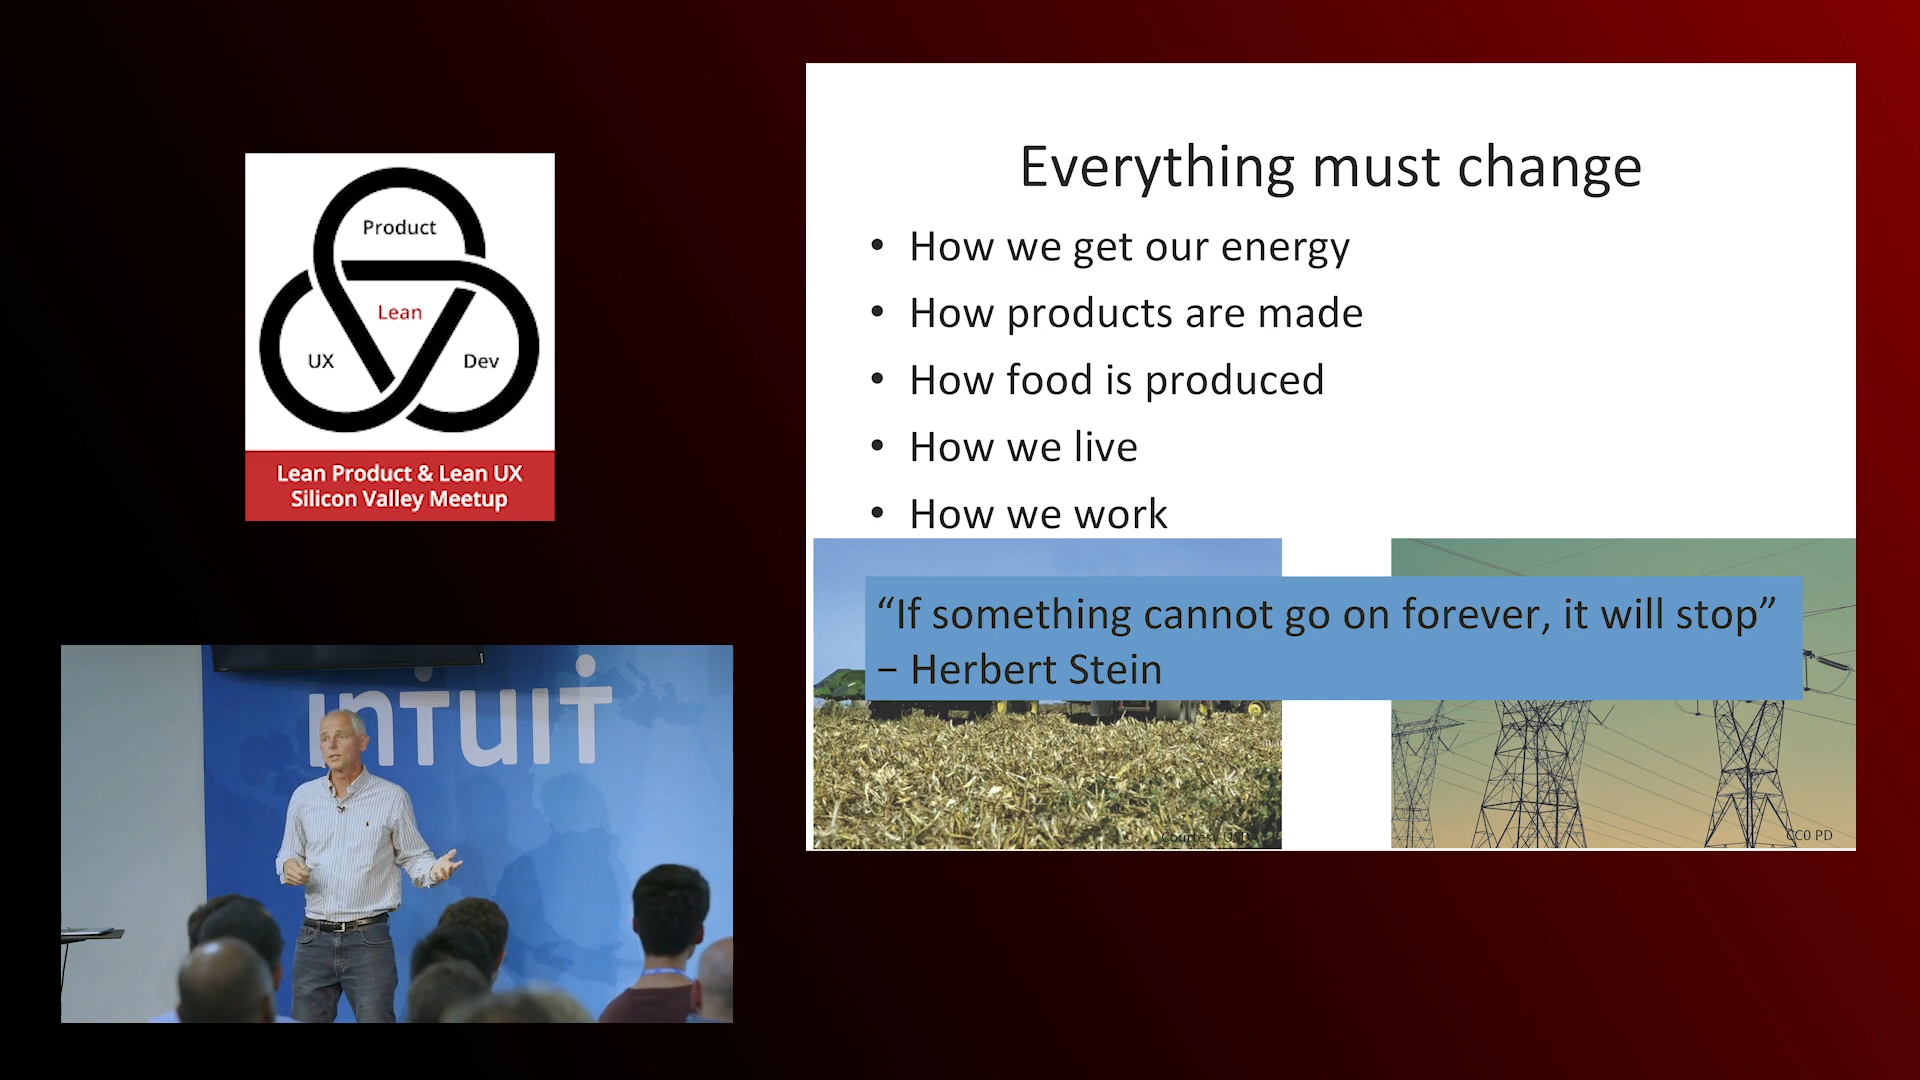 Product
Lean
UX
Dev
Lean Product & Lean UX
Silicon Valley Meetup
Everything must change
• How we get our energy
• How products are made
• How food is produced
• How we live
• How we work
“If something cannot go on forever, it will stop”
– Herbert Stein
Courtesy
CC0 PD
intuit